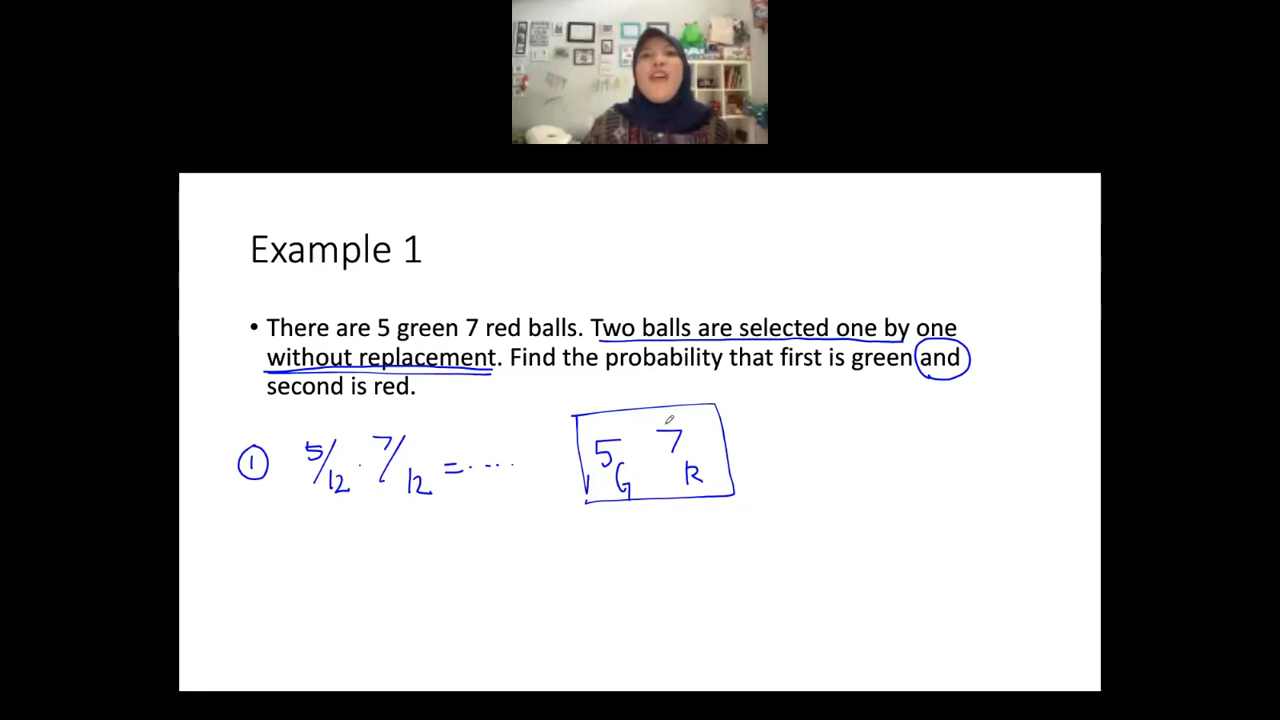 Example 1
• There are 5 green 7 red balls. Two balls are selected one by one
without replacement. Find the probability that first is green and
second is red.
1 5/12 · 7/12 = ....
5 7
G R